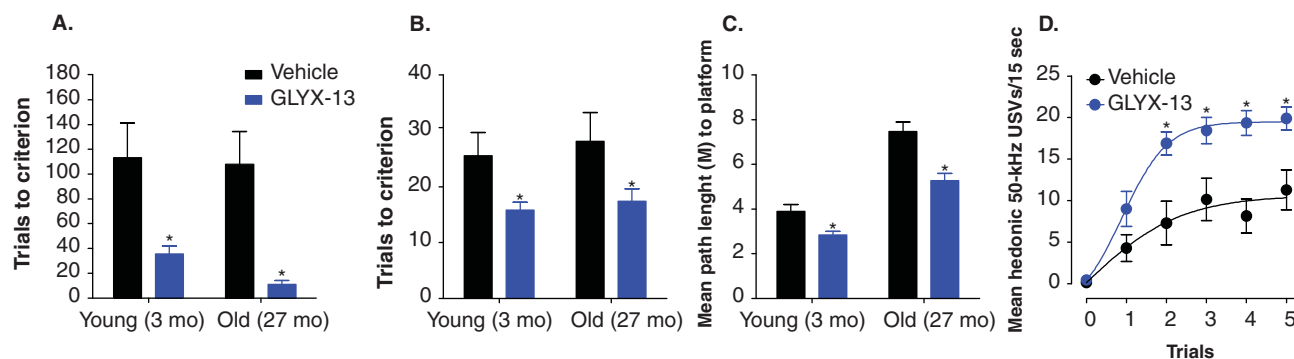 A.
Trials to criterion
180
160
140
120
100
80
60
40
20
0
Vehicle
GLYX-13
*
*
Young (3 mo) Old (27 mo)
B.
Trials to criterion
40
30
20
10
0
*
*
Young (3 mo) Old (27 mo)
C.
Mean path lenght (M) to platform
10
8
6
4
2
0
*
*
Young (3 mo) Old (27 mo)
D.
Mean hedonic 50-kHz USVs/15 sec
25
20
15
10
5
0
Vehicle
GLYX-13
* * * *
0 1 2 3 4 5
Trials